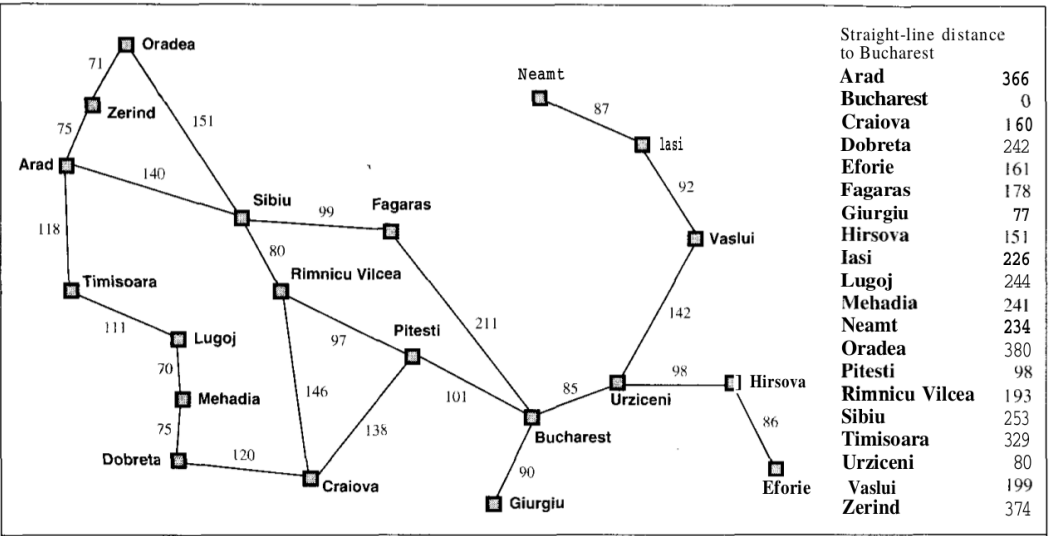 Oradea
71
Neamt
Zerind
87
151
75
Iasi
Arad
140
92
Sibiu
99
Fagaras
118
80
Vaslui
Rimnicu Vilcea
Timisoara
211
142
111
Lugoj
97
Pitesti
70
98
Hirsova
Mehadia
146
101
85
Urziceni
75
138
86
Bucharest
Dobreta
120
90
Craiova
Eforie
Giurgiu
Straight-line distance
to Bucharest
Arad 366
Bucharest 0
Craiova 160
Dobreta 242
Eforie 161
Fagaras 178
Giurgiu 77
Hirsova 151
Iasi 226
Lugoj 244
Mehadia 241
Neamt 234
Oradea 380
Pitesti 98
Rimnicu Vilcea 193
Sibiu 253
Timisoara 329
Urziceni 80
Vaslui 199
Zerind 374